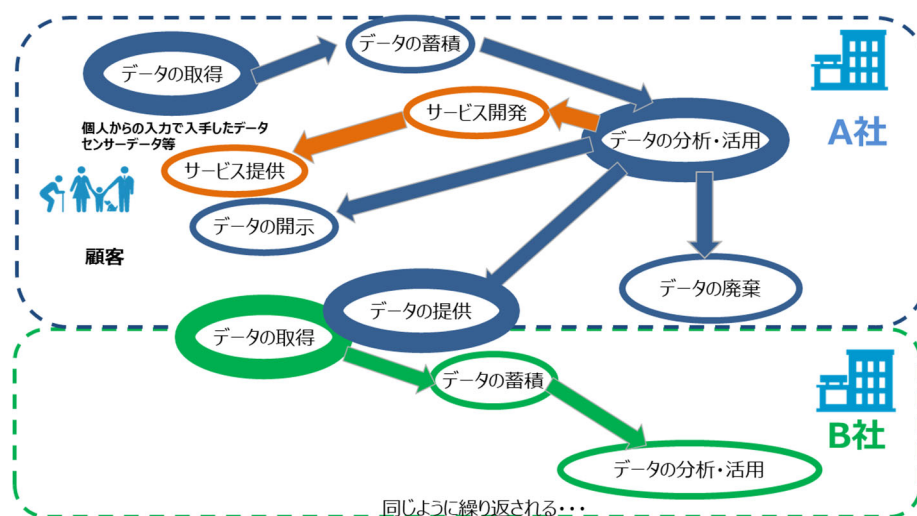 データの蓄積
データの取得
サービス開発
データの分析・活用
A社
個人からの入力で入手したデータ
センサーデータ等
サービス提供
データの開示
顧客
データの廃棄
データの提供
データの取得
データの蓄積
B社
データの分析・活用
同じように繰り返される・・・